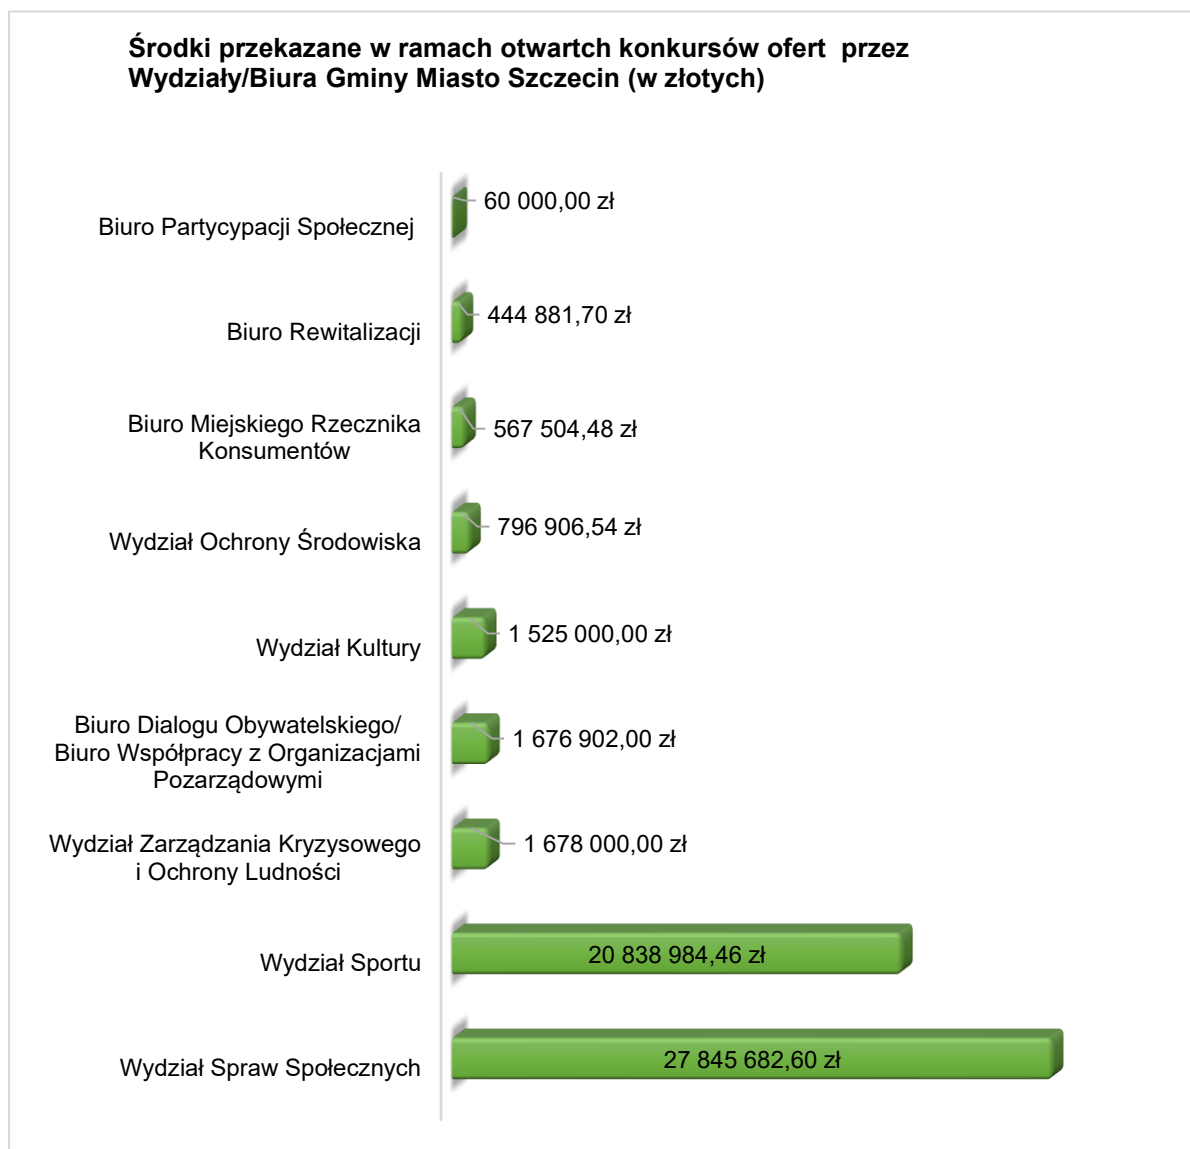 Środki przekazane w ramach otwartch konkursów ofert przez
Wydziały/Biura Gminy Miasto Szczecin (w złotych)
Biuro Partycypacji Społecznej
60 000,00 zł
Biuro Rewitalizacji
444 881,70 zł
Biuro Miejskiego Rzecznika
Konsumentów
567 504,48 zł
Wydział Ochrony Środowiska
796 906,54 zł
Wydział Kultury
1 525 000,00 zł
Biuro Dialogu Obywatelskiego/
Biuro Współpracy z Organizacjami
Pozarządowymi
1 676 902,00 zł
Wydział Zarządzania Kryzysowego
i Ochrony Ludności
1 678 000,00 zł
Wydział Sportu
20 838 984,46 zł
Wydział Spraw Społecznych
27 845 682,60 zł